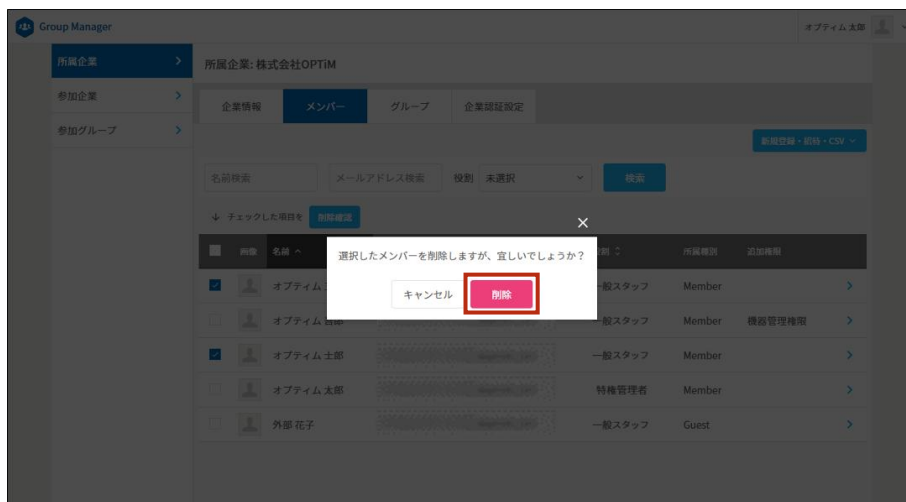 Group Manager
オプティム 太郎
所属企業
参加企業
参加グループ
所属企業: 株式会社OPTiM
企業情報
メンバー
グループ
企業認証設定
新規登録・招待・CSV
名前検索
メールアドレス検索
役割
未選択
検索
チェックした項目を
削除確認
画像
名前
所属種別
追加権限
選択したメンバーを削除しますが、宜しいでしょうか？
キャンセル
削除
オプティム
一般スタッフ
Member
オプティム
一般スタッフ
Member
機器管理権限
オプティム 士郎
一般スタッフ
Member
オプティム 太郎
特権管理者
Member
外部 花子
一般スタッフ
Guest